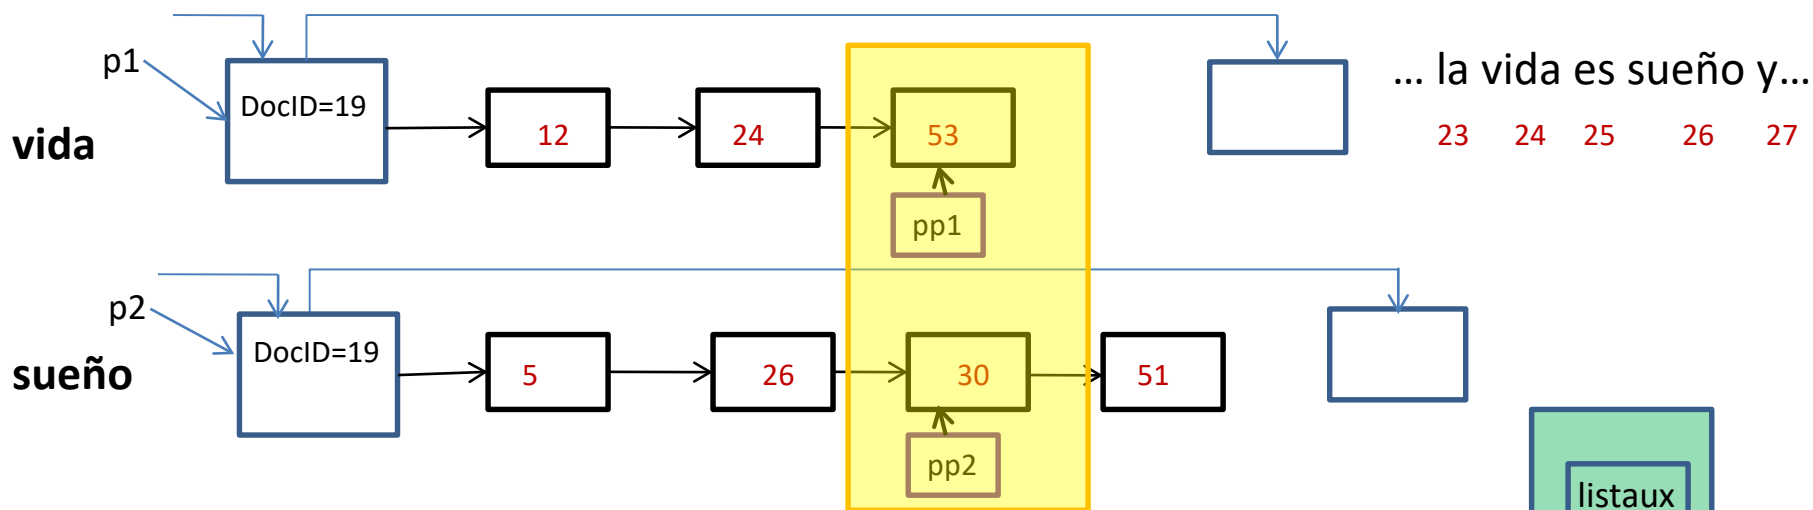 p1
DocID=19
vida
12
24
53
pp1
… la vida es sueño y…
23 24 25 26 27
p2
DocID=19
sueño
5
26
30
51
pp2
listaux